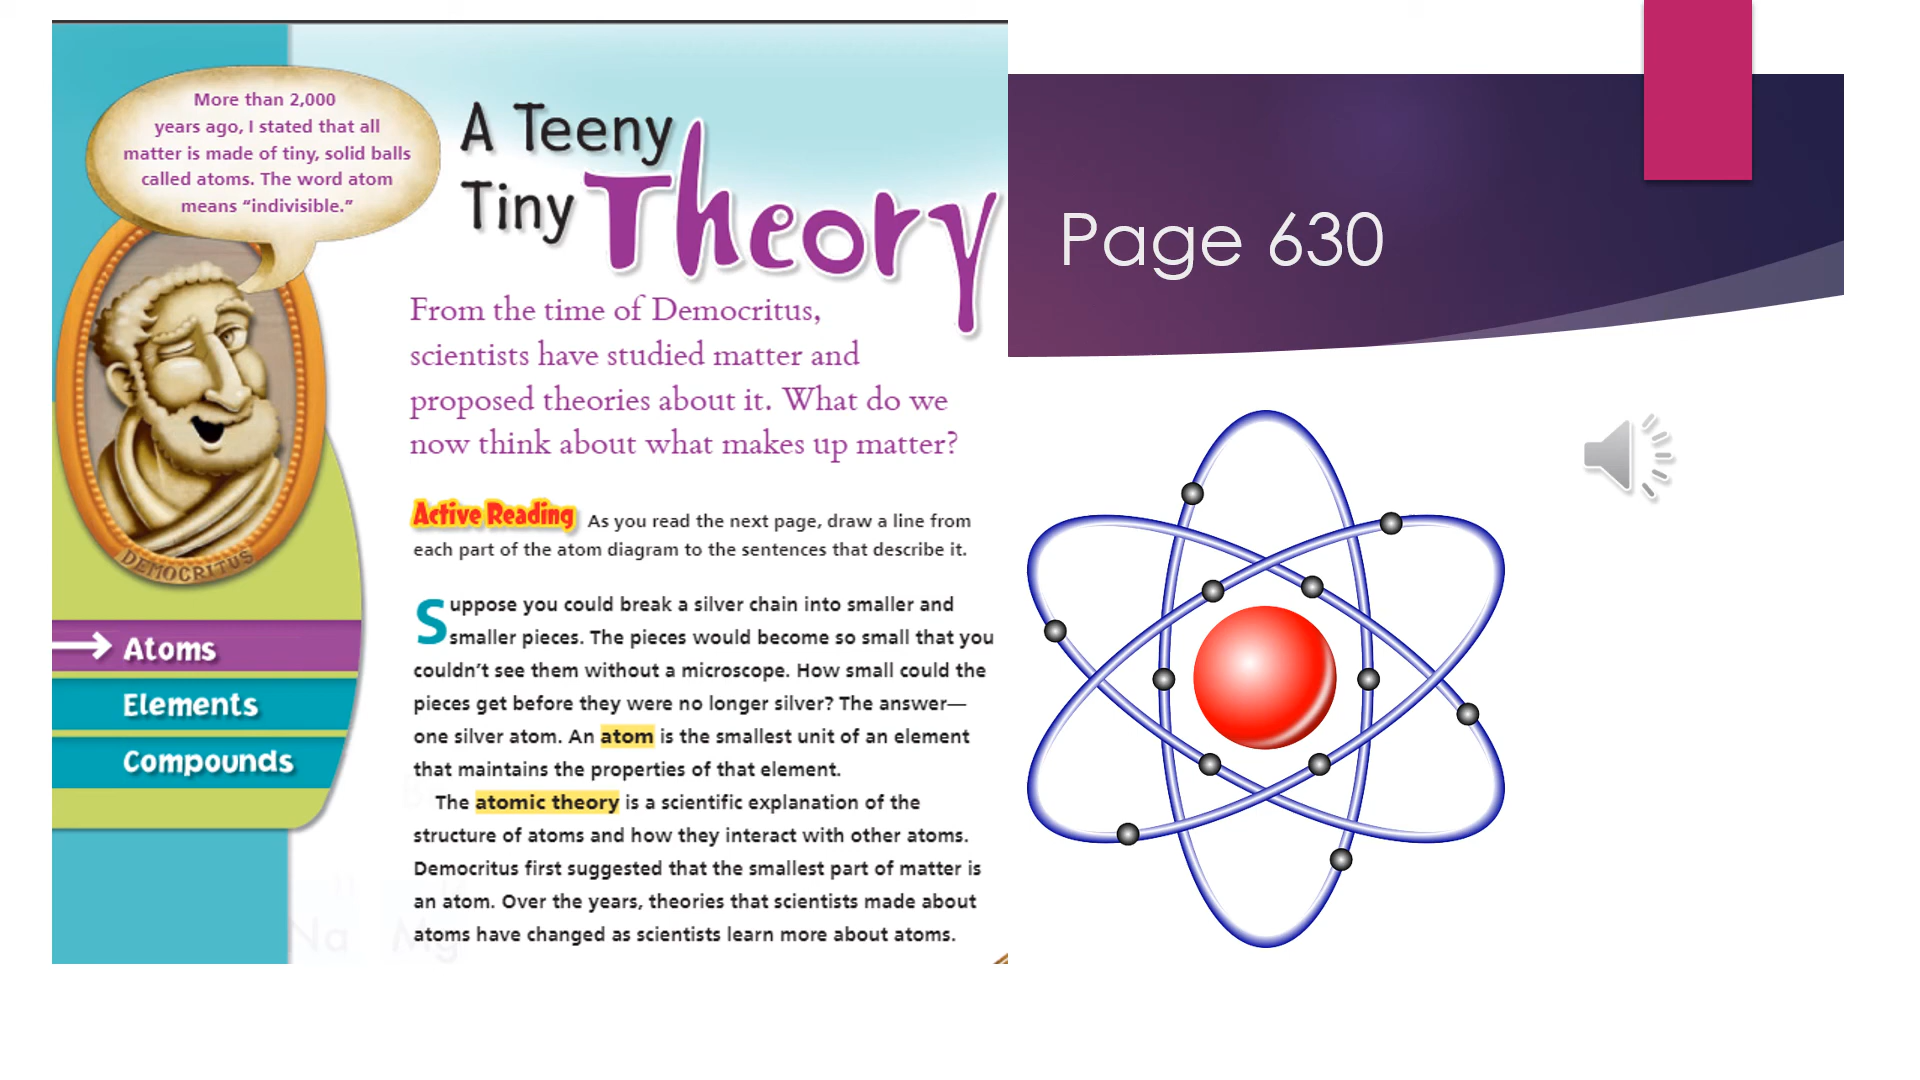 More than 2,000
years ago, I stated that all
matter is made of tiny, solid balls
called atoms. The word atom
means “indivisible.”
DEMOCRITUS
Atoms
Elements
Compounds
A Teeny
Tiny Theory
From the time of Democritus,
scientists have studied matter and
proposed theories about it. What do we
now think about what makes up matter?
Active Reading As you read the next page, draw a line from
each part of the atom diagram to the sentences that describe it.
Suppose you could break a silver chain into smaller and
smaller pieces. The pieces would become so small that you
couldn’t see them without a microscope. How small could the
pieces get before they were no longer silver? The answer—
one silver atom. An atom is the smallest unit of an element
that maintains the properties of that element.
The atomic theory is a scientific explanation of the
structure of atoms and how they interact with other atoms.
Democritus first suggested that the smallest part of matter is
an atom. Over the years, theories that scientists made about
atoms have changed as scientists learn more about atoms.
Na Mg
Page 630